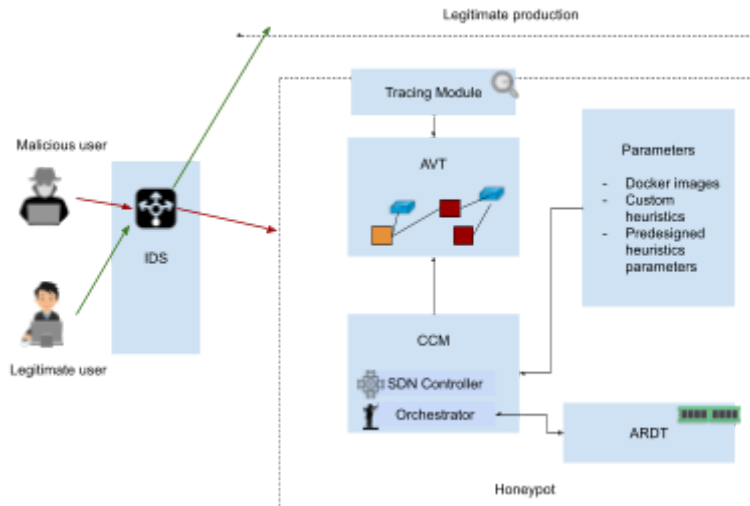 Legitimate production
Tracing Module
Malicious user
AVT
Parameters
- Docker images
- Custom
heuristics
- Predesigned
heuristics
parameters
IDS
Legitimate user
CCM
SDN Controller
Orchestrator
ARDT
Honeypot